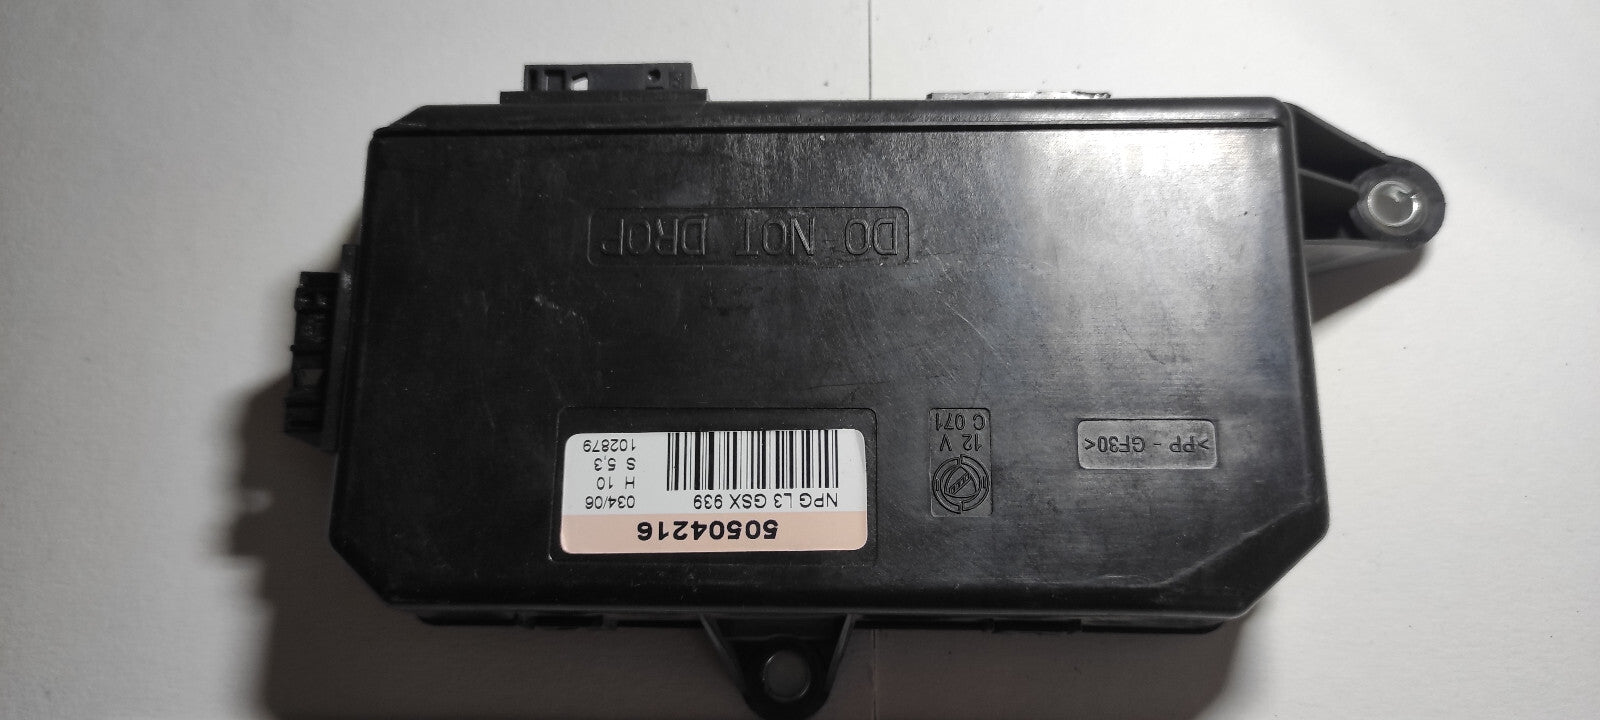 50504216
NPG L3 GSX 939
034/06
H 10
S 5,3
102879
12 V
C 071
>PP - GF30<
DO NOT DROP